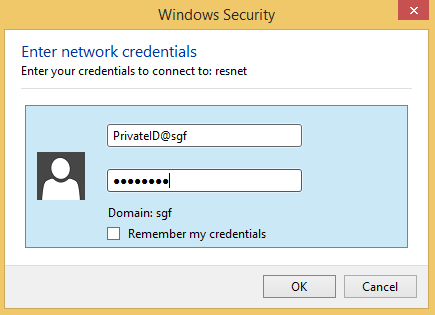 Windows Security
Enter network credentials
Enter your credentials to connect to: resnet
PrivateID@sgf
●●●●●●●●
Domain: sgf
Remember my credentials
OK
Cancel